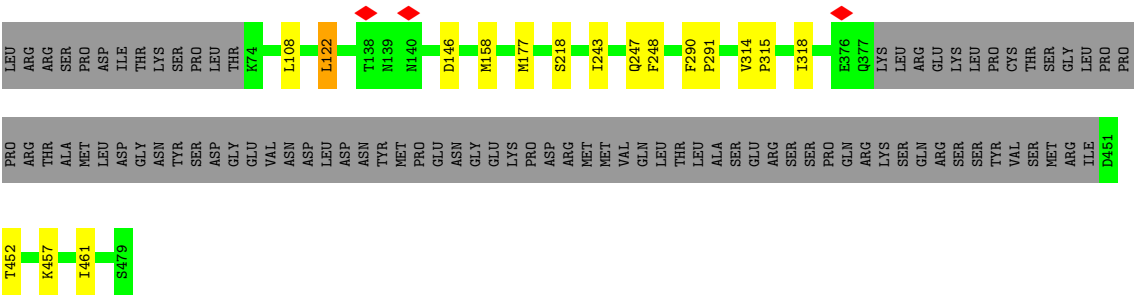 LEU ARG ARG SER PRO ASP ILE THR LYS SER PRO LEU THR K74 L108 L122 T138 N139 N140 D146 M158 M177 S218 I243 Q247 F248 F290 P291 V314 P315 I318 E376 Q377 LYS LEU ARG GLU LYS LEU PRO CYS THR SER GLY LEU PRO PRO
PRO ARG THR ALA MET LEU ASP GLY ASN TYR SER ASP GLY GLU VAL ASN ASP LEU ASP ASN TYR MET PRO GLU ASN GLY GLU LYS PRO ASP ARG MET MET VAL GLN LEU THR LEU ALA SER GLU ARG SER SER PRO GLN ARG LYS SER GLN ARG SER SER TYR VAL SER MET ARG ILE D451
T452 K457 I461 S479